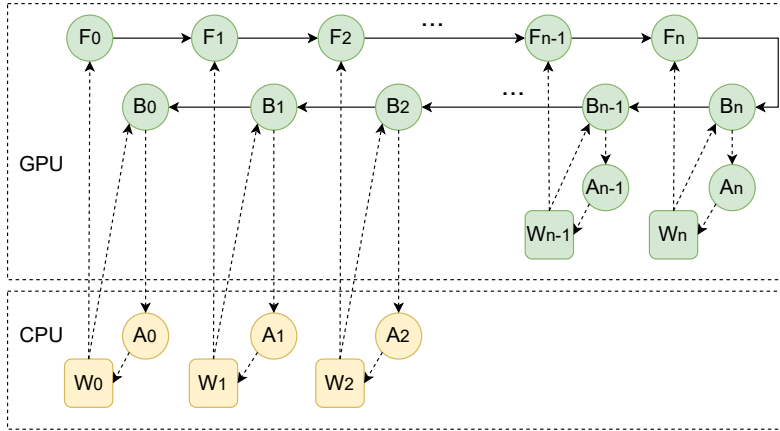 ...
F0 F1 F2 Fn-1 Fn
...
B0 B1 B2 Bn-1 Bn
GPU
An-1 An
Wn-1 Wn
CPU
A0 A1 A2
W0 W1 W2